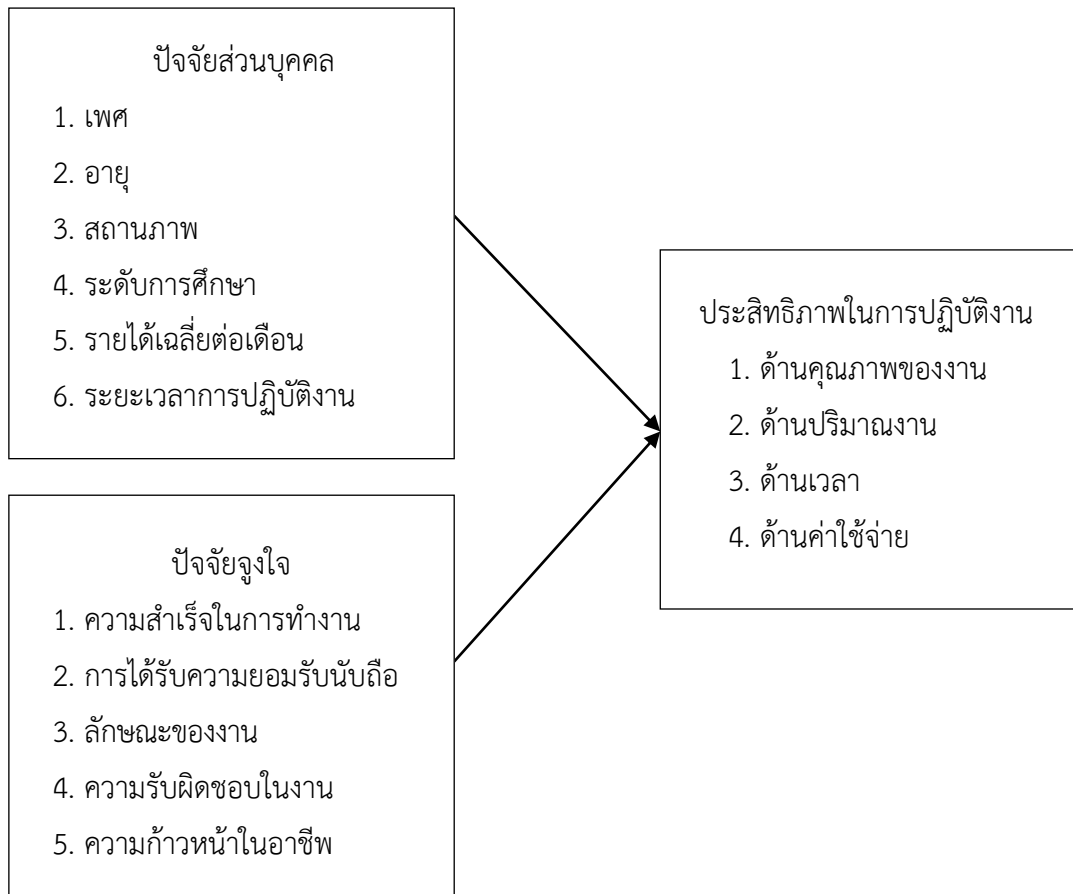 ปัจจัยส่วนบุคคล
1. เพศ
2. อายุ
3. สถานภาพ
4. ระดับการศึกษา
5. รายได้เฉลี่ยต่อเดือน
6. ระยะเวลาการปฏิบัติงาน
ปัจจัยจูงใจ
1. ความสำเร็จในการทำงาน
2. การได้รับความยอมรับนับถือ
3. ลักษณะของงาน
4. ความรับผิดชอบในงาน
5. ความก้าวหน้าในอาชีพ
ประสิทธิภาพในการปฏิบัติงาน
1. ด้านคุณภาพของงาน
2. ด้านปริมาณงาน
3. ด้านเวลา
4. ด้านค่าใช้จ่าย